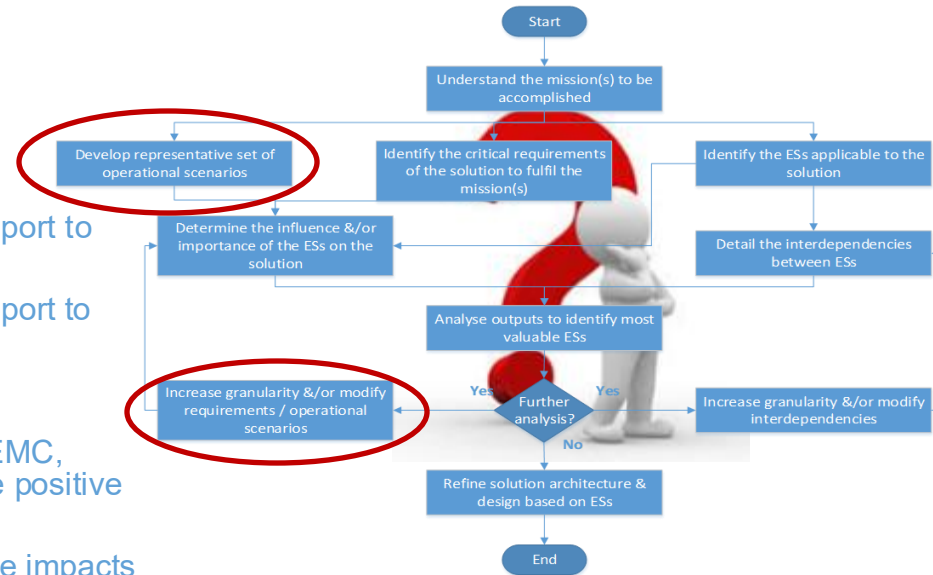 Start
Understand the mission(s) to be
accomplished
Develop representative set of
operational scenarios
Identify the critical requirements
of the solution to fulfil the
mission(s)
Identify the ESs applicable to the
solution
port to
Determine the influence &/or
importance of the ESs on the
solution
Detail the interdependencies
between ESs
port to
Analyse outputs to identify most
valuable ESs
Increase granularity &/or modify
requirements / operational
scenarios
Yes
Further
analysis?
Yes
Increase granularity &/or modify
interdependencies
EMC,
e positive
No
Refine solution architecture &
design based on ESs
e impacts
End